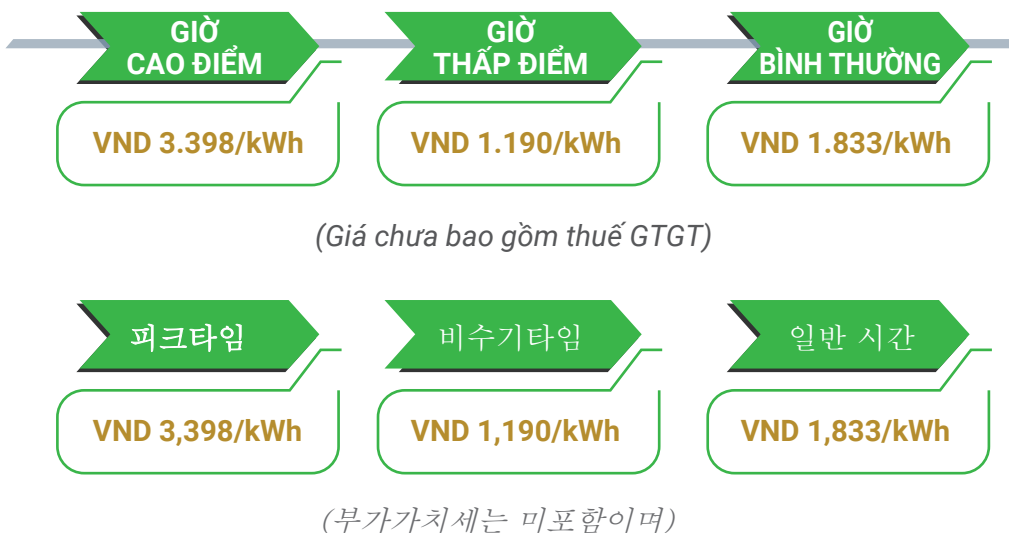 GIỜ
CAO ĐIỂM
GIỜ
THẤP ĐIỂM
GIỜ
BÌNH THƯỜNG
VND 3.398/kWh
VND 1.190/kWh
VND 1.833/kWh
(Giá chưa bao gồm thuế GTGT)
피크타임
비수기타임
일반 시간
VND 3,398/kWh
VND 1,190/kWh
VND 1,833/kWh
(부가가치세는 미포함이며)